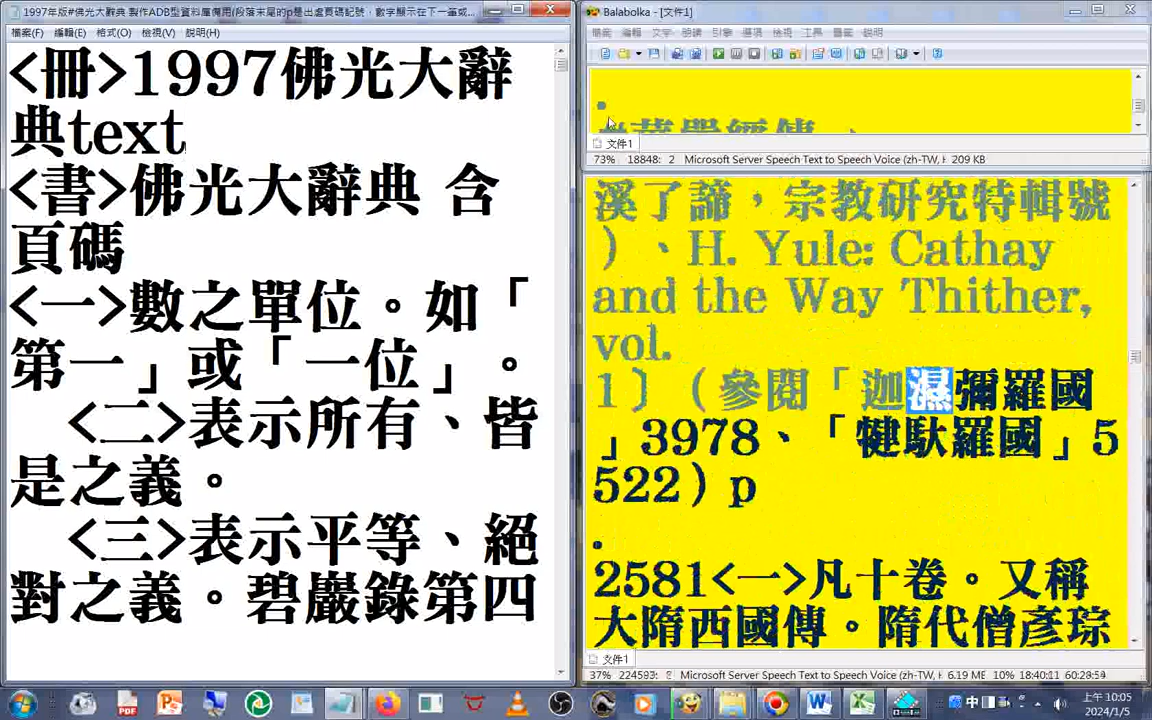 1997年版#佛光大辭典 製作ADB型資料庫備用(段落末尾的p是出處頁碼記號，數字顯示在下一筆或...
檔案(F) 編輯(E) 格式(O) 檢視(V) 說明(H)
<冊>1997佛光大辭
典text
<書>佛光大辭典 含
頁碼
<一>數之單位。如「
第一」或「一位」。
<二>表示所有、皆
是之義。
<三>表示平等、絕
對之義。碧巖錄第四
Balabolka - [文件1]
檔案 編輯 文字 朗讀 引擎 選項 檢視 工具 圖窗 說明
文件1
73% 18848: 2 Microsoft Server Speech Text to Speech Voice (zh-TW, H 209 KB
溪了諦，宗教研究特輯號
）、H. Yule: Cathay
and the Way Thither,
vol.
1〕（參閱「迦濕彌羅國
」3978、「犍馱羅國」5
522）p
.
2581<一>凡十卷。又稱
大隋西國傳。隋代僧彥琮
文件1
37% 224583: Microsoft Server Speech Text to Speech Voice (zh-TW, H 6.19 ME 10% 18:40:11 60:28:54
中
上午 10:05
2024/1/5